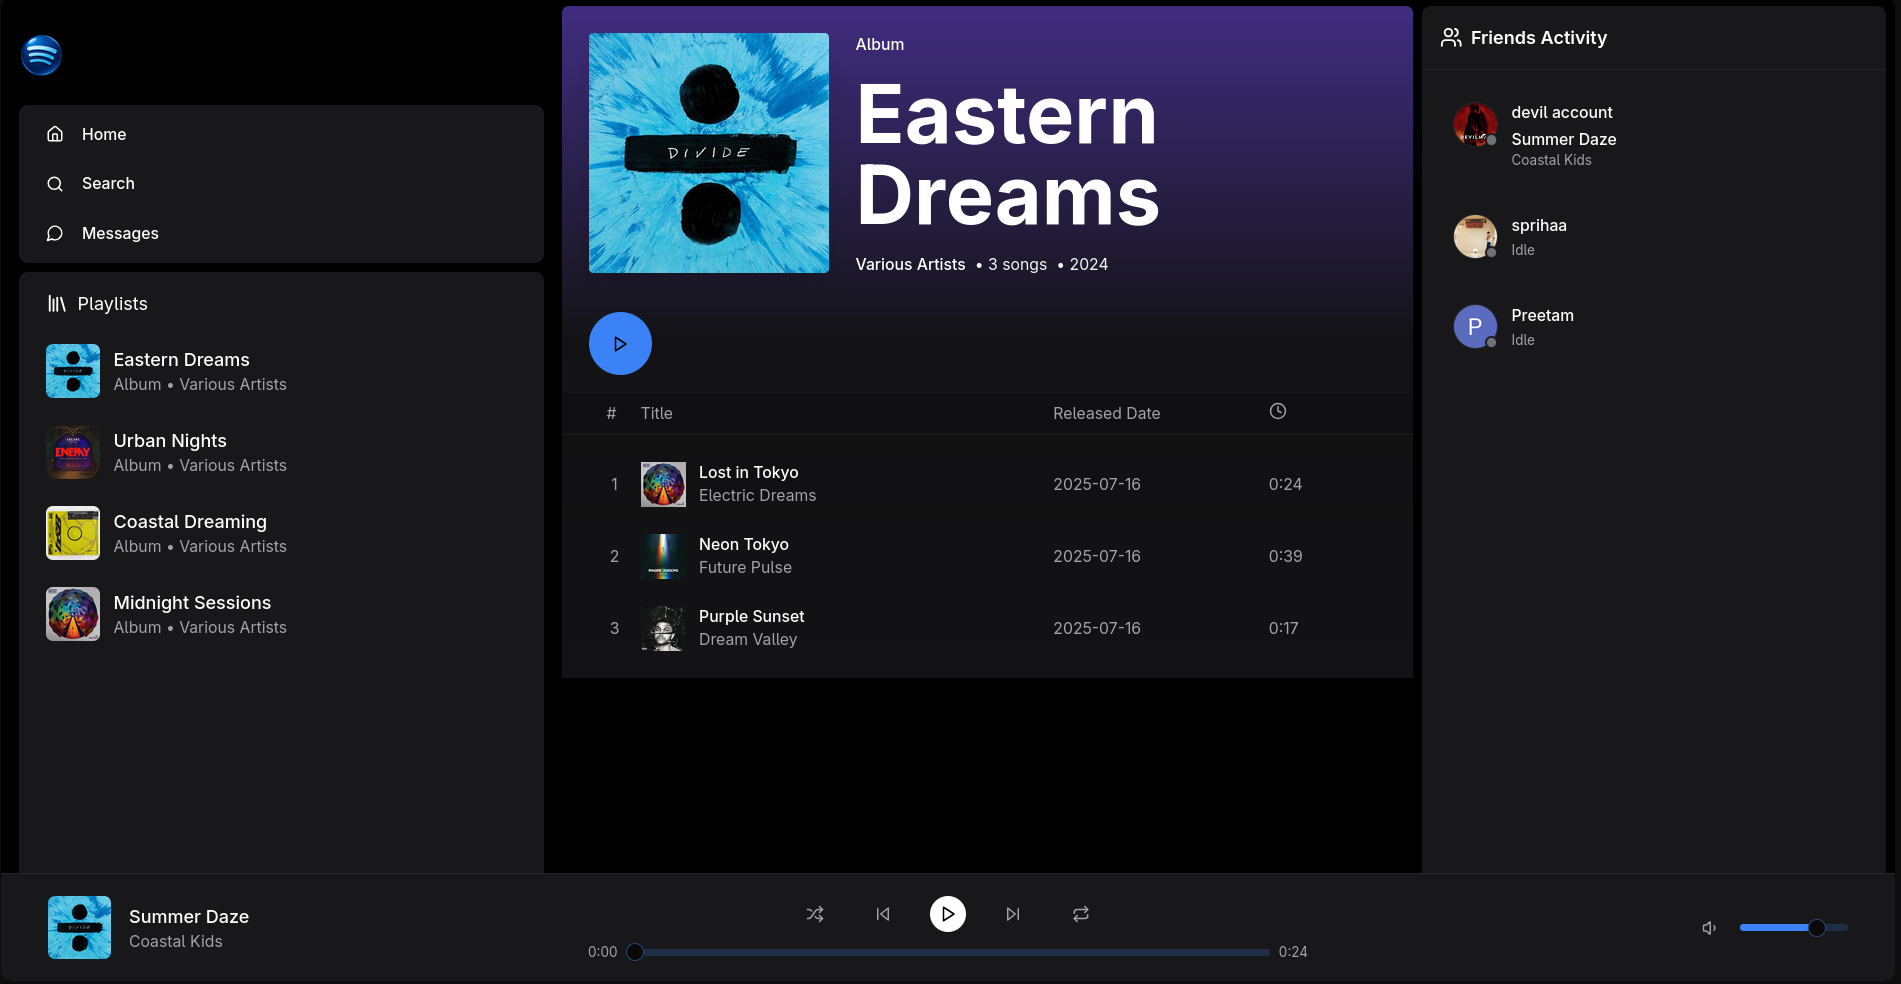 Home
Search
Messages
Playlists
Eastern Dreams
Album • Various Artists
ENEMY
Urban Nights
Album • Various Artists
Coastal Dreaming
Album • Various Artists
Midnight Sessions
Album • Various Artists
DIVIDE
Album
Eastern
Dreams
Various Artists • 3 songs • 2024
# Title Released Date
1 Lost in Tokyo 2025-07-16 0:24
Electric Dreams
2 Neon Tokyo 2025-07-16 0:39
Future Pulse
3 Purple Sunset 2025-07-16 0:17
Dream Valley
Friends Activity
devil account
Summer Daze
Coastal Kids
sprihaa
Idle
P
Preetam
Idle
DIVIDE
Summer Daze
Coastal Kids
0:00
0:24